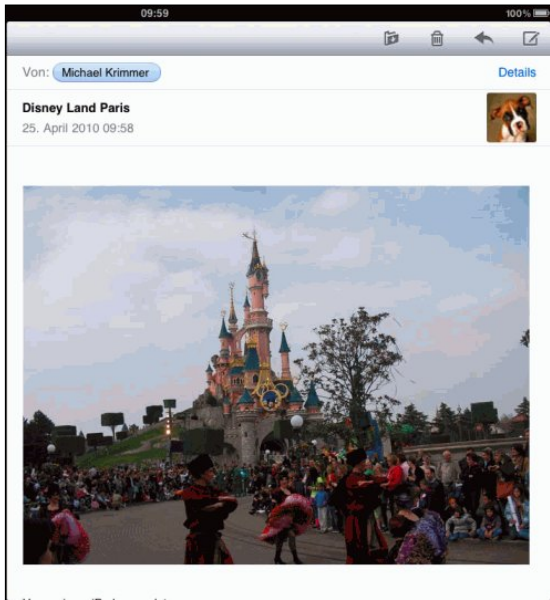 09:59
100%
Von: Michael Krimmer
Details
Disney Land Paris
25. April 2010 09:58